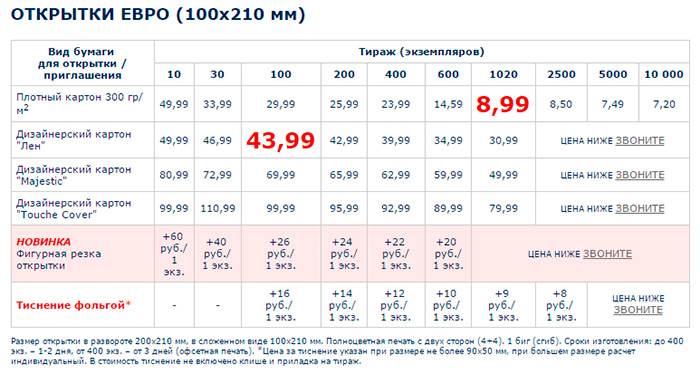 ОТКРЫТКИ ЕВРО (100х210 мм)
Вид бумаги для открытки / приглашения Тираж (экземпляров)
10 30 100 200 400 600 1020 2500 5000 10 000
Плотный картон 300 гр/м2 49,99 33,99 29,99 25,99 23,99 14,59 8,99 8,50 7,49 7,20
Дизайнерский картон "Лен" 49,99 46,99 43,99 42,99 39,99 34,99 30,99 ЦЕНА НИЖЕ ЗВОНИТЕ
Дизайнерский картон "Majestic" 80,99 72,99 69,99 65,99 62,99 59,99 49,99 ЦЕНА НИЖЕ ЗВОНИТЕ
Дизайнерский картон "Touche Cover" 99,99 110,99 99,99 95,99 92,99 89,99 79,99 ЦЕНА НИЖЕ ЗВОНИТЕ
НОВИНКА Фигурная резка открытки +60 руб./ 1 экз. +40 руб./ 1 экз. +26 руб./ 1 экз. +24 руб./ 1 экз. +22 руб./ 1 экз. +20 руб./ 1 экз. ЦЕНА НИЖЕ ЗВОНИТЕ
Тиснение фольгой* - - +16 руб./ 1 экз. +14 руб./ 1 экз. +12 руб./ 1 экз. +10 руб./ 1 экз. +9 руб./ 1 экз. +8 руб./ 1 экз. ЦЕНА НИЖЕ ЗВОНИТЕ
Размер открытки в развороте 200х210 мм, в сложенном виде 100х210 мм. Полноцветная печать с двух сторон (4+4). 1 биг (сгиб). Сроки изготовления: до 400
экз. – 1-2 дня, от 400 экз. – от 3 дней (офсетная печать). *Цена за тиснение указан при размере не более 90х50 мм, при большем размере расчет
индивидуальный. В стоимость тиснение не включено клише и приладка на тираж.